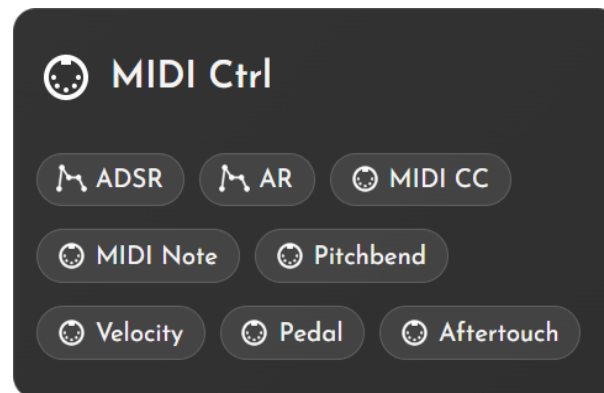 MIDI Ctrl
ADSR AR MIDI CC
MIDI Note Pitchbend
Velocity Pedal Aftertouch